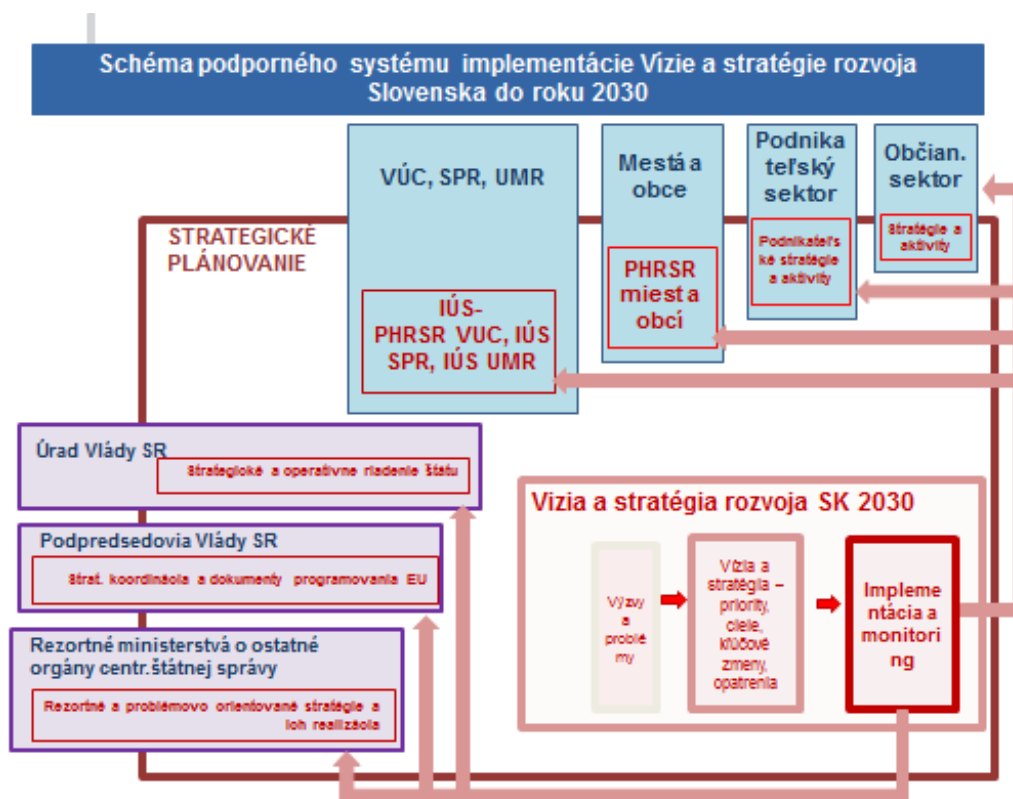 Schéma podporného systému implementácie Vízie a stratégie rozvoja
Slovenska do roku 2030
VÚC, SPR, UMR
Mestá a
obce
Podnika
teľský
sektor
Občian.
sektor
STRATEGICKÉ
PLÁNOVANIE
IÚS-
PHRSR VUC, IÚS
SPR, IÚS UMR
PHRSR
miest a
obcí
Podnikateľs
ké stratégie
a aktivity
Stratégie a
aktivity
Úrad Vlády SR
Strategické a operatívne riadenie štátu
Podpredsedovia Vlády SR
Strat. koordinácia a dokumenty programovania EU
Rezortné ministerstvá o ostatné
orgány centr.štátnej správy
Rezortné a problémovo orientované stratégie a
ich realizácia
Vízia a stratégia rozvoja SK 2030
Výzvy
a
problé
my
Vízia a
stratégia –
priority,
ciele,
kľúčové
zmeny,
opatrenia
Impleme
ntácia a
monitori
ng